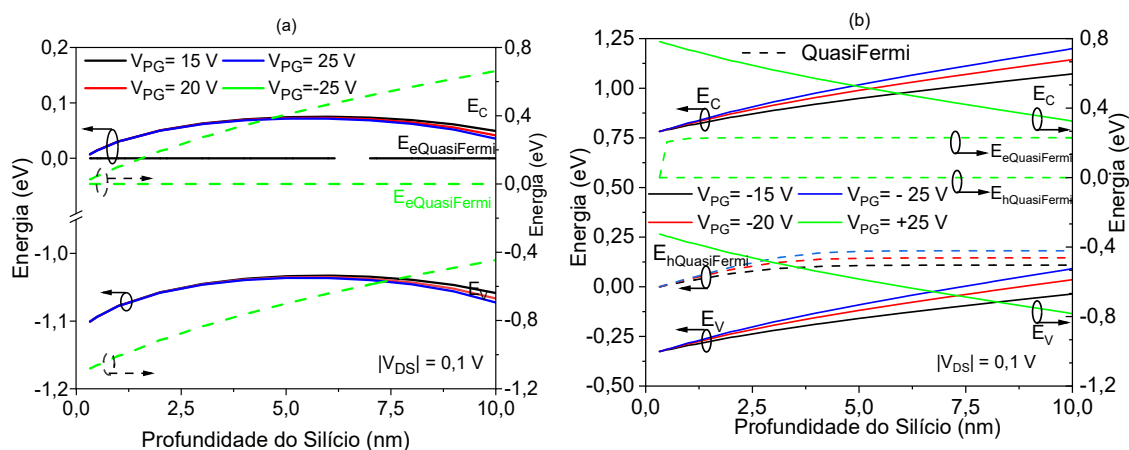 (a)
0,2
0,1
0,0
-1,0
-1,1
-1,2
Energia (eV)
V_PG= 15 V
V_PG= 25 V
V_PG= 20 V
V_PG=-25 V
E_C
E_eQuasiFermi
E_eQuasiFermi
E_V
|V_DS| = 0,1 V
0,8
0,4
0,0
-0,4
-0,8
-1,2
Energia (eV)
0,0 2,5 5,0 7,5 10,0
Profundidade do Silício (nm)
(b)
1,25
1,00
0,75
0,50
0,25
0,00
-0,25
-0,50
Energia (eV)
QuasiFermi
E_C
E_C
E_eQuasiFermi
E_hQuasiFermi
V_PG= -15 V
V_PG= - 25 V
V_PG= -20 V
V_PG= +25 V
E_hQuasiFermi
E_V
E_V
|V_DS| = 0,1 V
0,8
0,4
0,0
-0,4
-0,8
-1,2
Energia (eV)
0,0 2,5 5,0 7,5 10,0
Profundidade do Silício (nm)